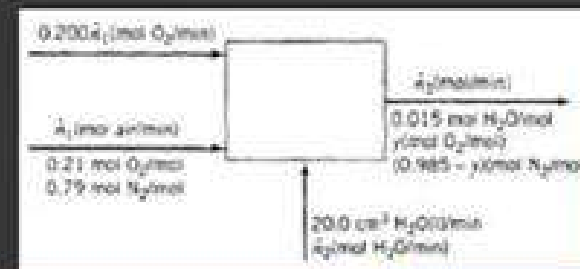 0.200ṅ₁(mol O₂/min)
ṅ₁(mol air/min)
0.21 mol O₂/mol
0.79 mol N₂/mol
ṅ₃(mol/min)
0.015 mol H₂O/mol
y(mol O₂/mol)
(0.985 – y)(mol N₂/mol
20.0 cm³ H₂O(l)/min
ṅ₂(mol H₂O/min)